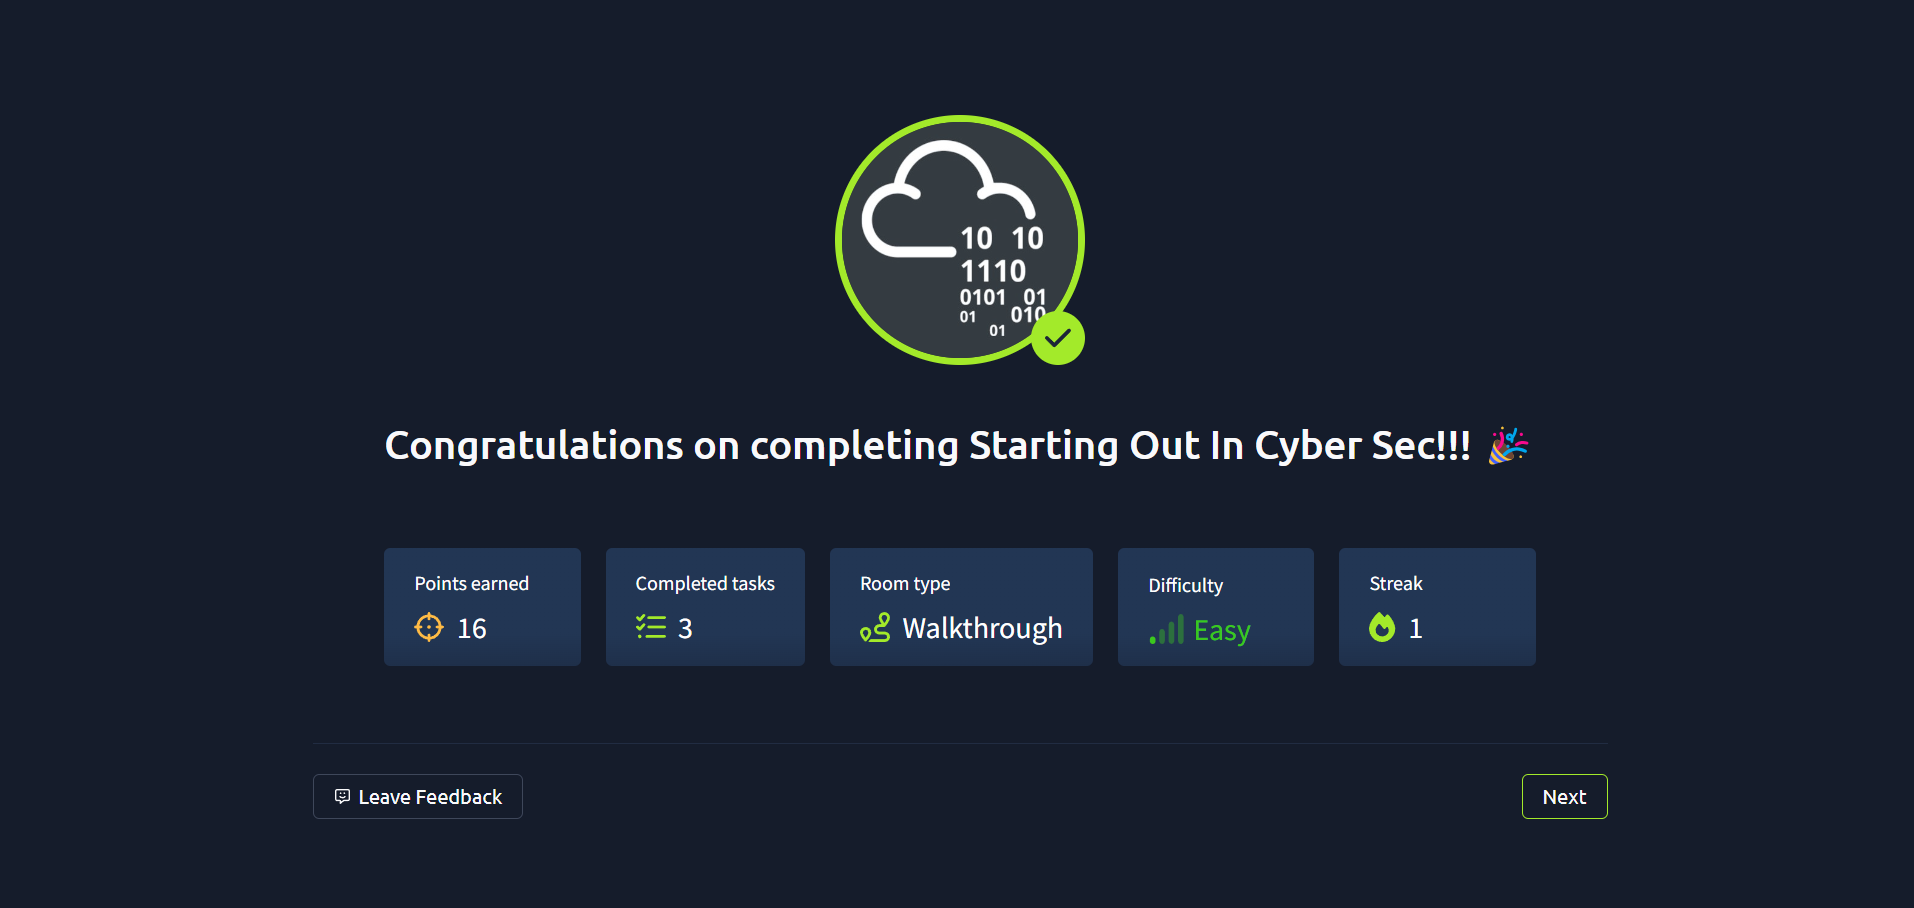 10 10
1110
0101 01
01 010
01
Congratulations on completing Starting Out In Cyber Sec!!! 🎉
Points earned
16
Completed tasks
3
Room type
Walkthrough
Difficulty
Easy
Streak
1
Leave Feedback
Next